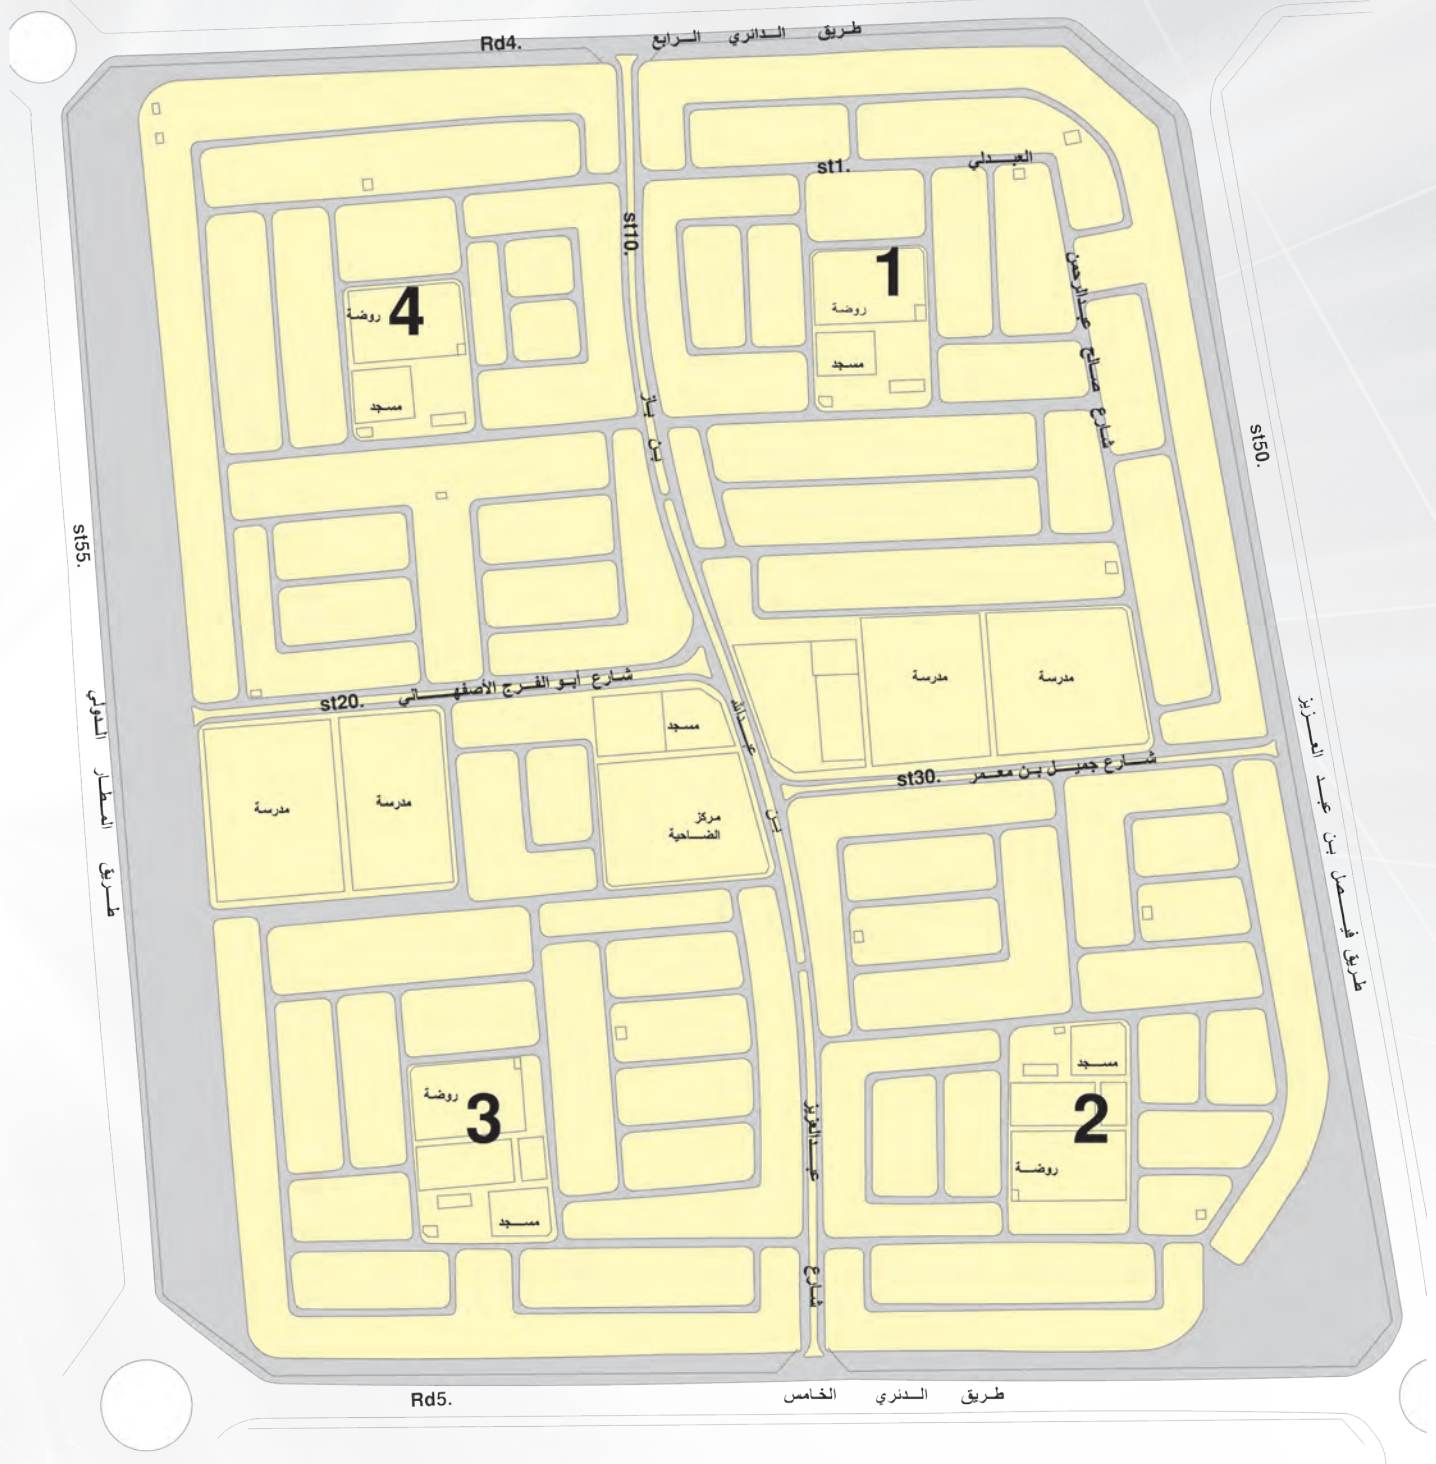 Rd4.
طريق الدائري الرابع
st1.
العبدلي
st10.
1
روضة
مسجد
شارع صالح عبدالرحمن
4
روضة
مسجد
st50.
st55.
طريق المطار الدولي
طريق فيصل بن عبد العزيز
st20.
شارع أبو الفرج الأصفهاني
مدرسة
مدرسة
st30.
شارع جميل بن معمر
مسجد
مركز
الضاحية
مدرسة
مدرسة
شارع عبدالعزيز بن عبدالله بن باز
3
روضة
مسجد
2
مسجد
روضة
Rd5.
طريق الدئري الخامس